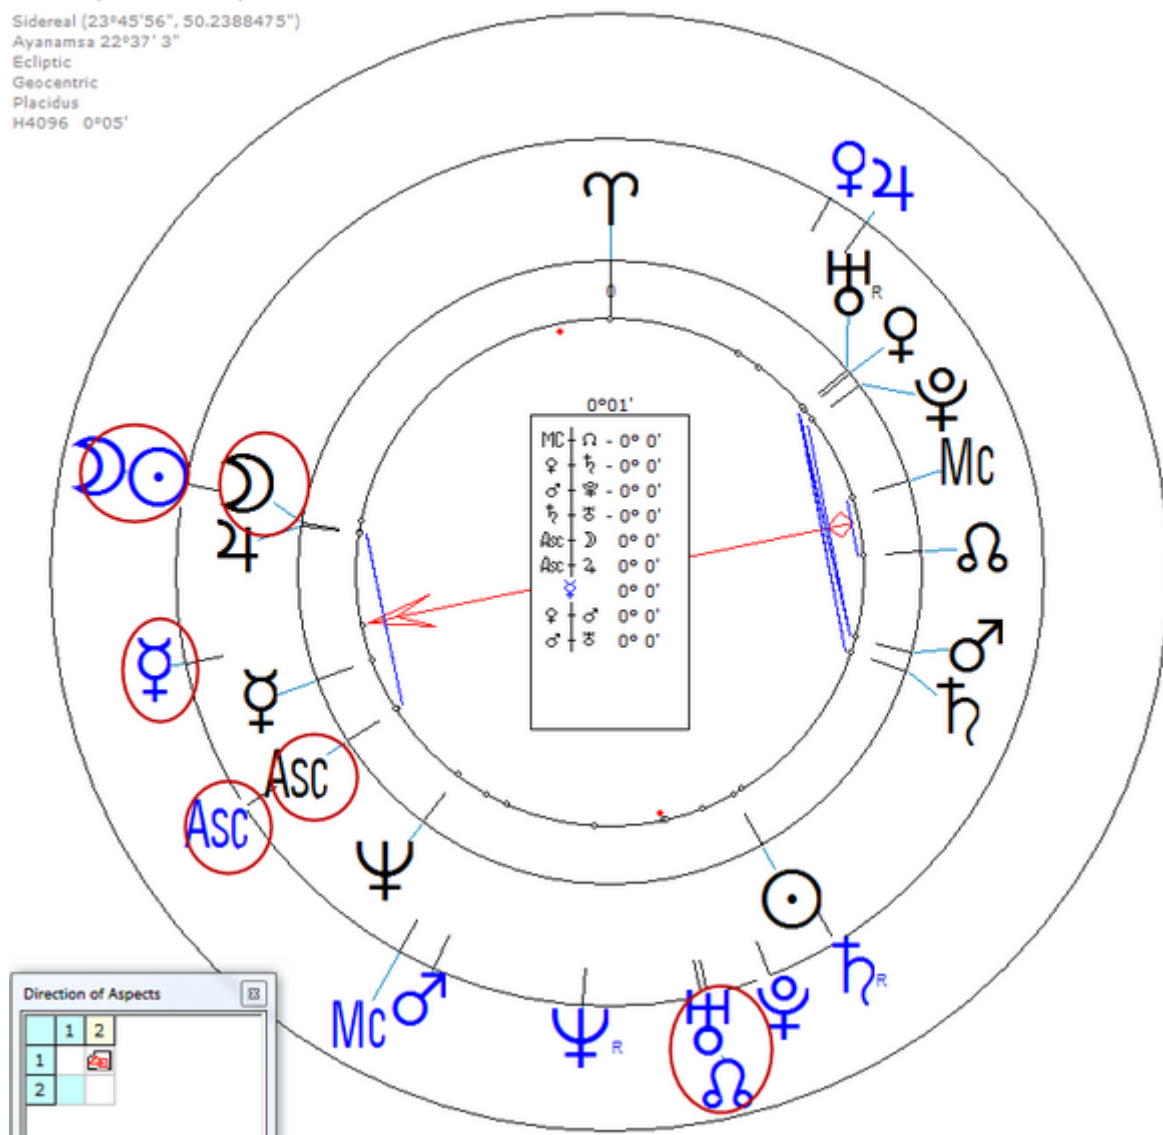 Sidereal (23°45'56", 50.2388475")
Ayanamsa 22°37' 3"
Ecliptic
Geocentric
Placidus
H4096 0°05'
♀♃
♈
0
♅R
♀
♇
Mc
☊
♂
♄
☽☉
☽
♃
☿
☿
Asc
Asc
♆
☉
Mc ♂
♆R
♅
☊
♇
♄R
0°01'
MC ☊ - 0° 0'
♀ ♄ - 0° 0'
♂ ♇ - 0° 0'
♄ ♅ - 0° 0'
Asc ☽ 0° 0'
Asc ♃ 0° 0'
☿ 0° 0'
♀ ♂ 0° 0'
♂ ♅ 0° 0'
Direction of Aspects
1 2
1
2